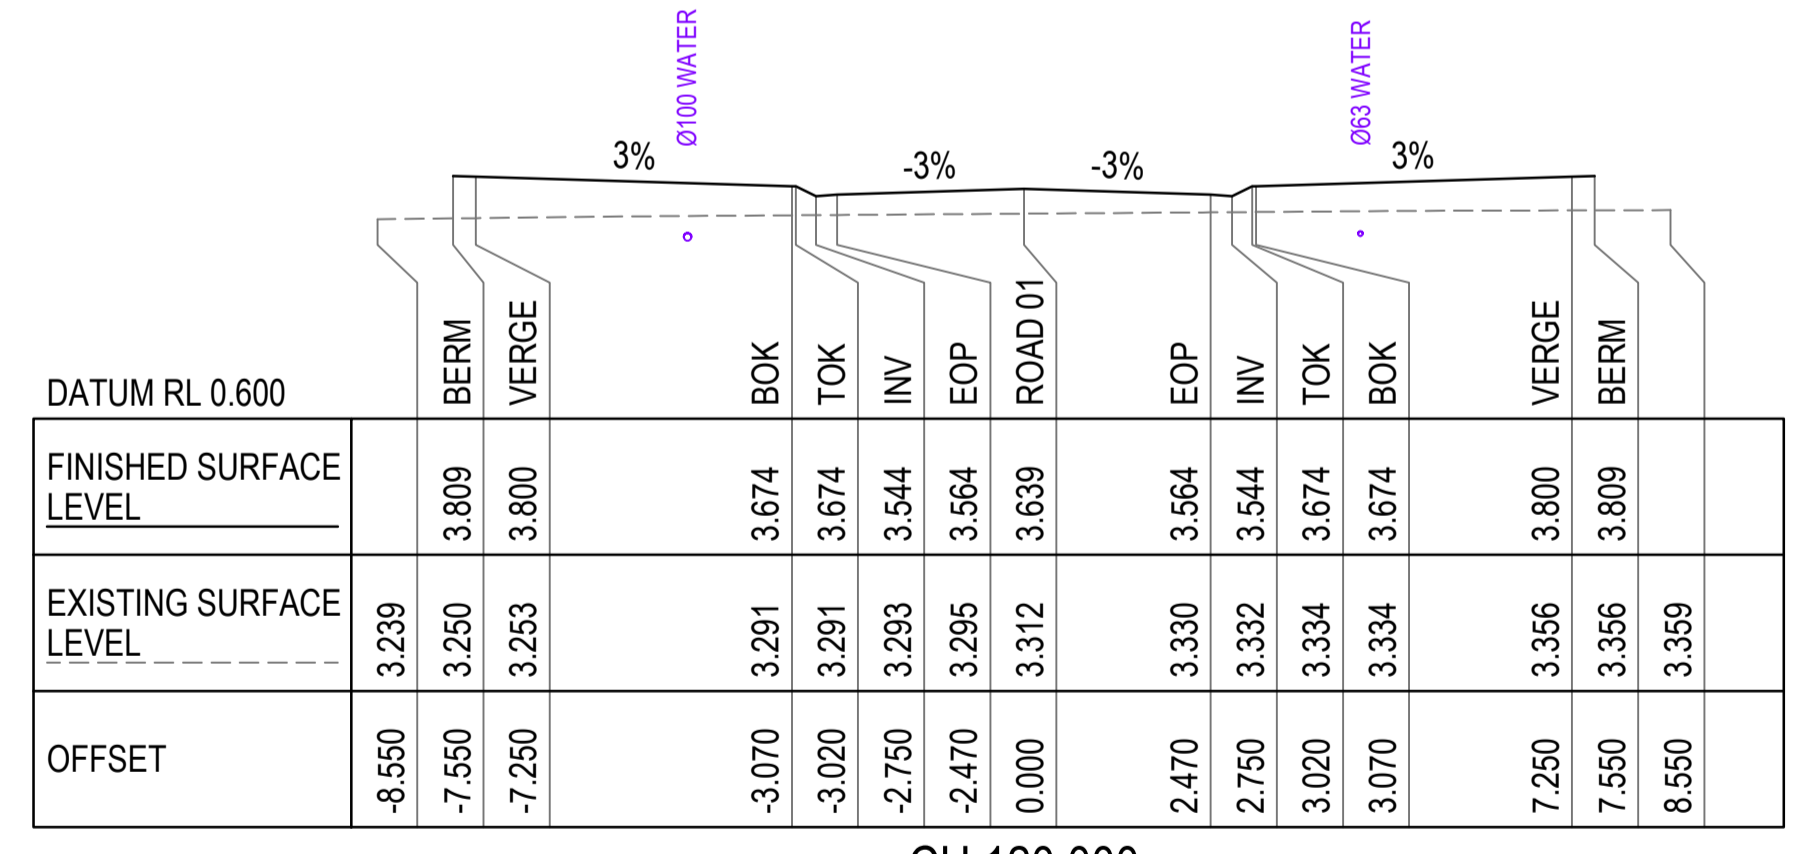 Ø100 WATER
Ø63 WATER
3%
-3%
-3%
3%
DATUM RL 0.600
BERM
VERGE
BOK
TOK
INV
EOP
ROAD 01
EOP
INV
TOK
BOK
VERGE
BERM
FINISHED SURFACE
LEVEL
3.809
3.800
3.674
3.674
3.544
3.564
3.639
3.564
3.544
3.674
3.674
3.800
3.809
EXISTING SURFACE
LEVEL
3.239
3.250
3.253
3.291
3.291
3.293
3.295
3.312
3.330
3.332
3.334
3.334
3.356
3.356
3.359
OFFSET
-8.550
-7.550
-7.250
-3.070
-3.020
-2.750
-2.470
0.000
2.470
2.750
3.020
3.070
7.250
7.550
8.550